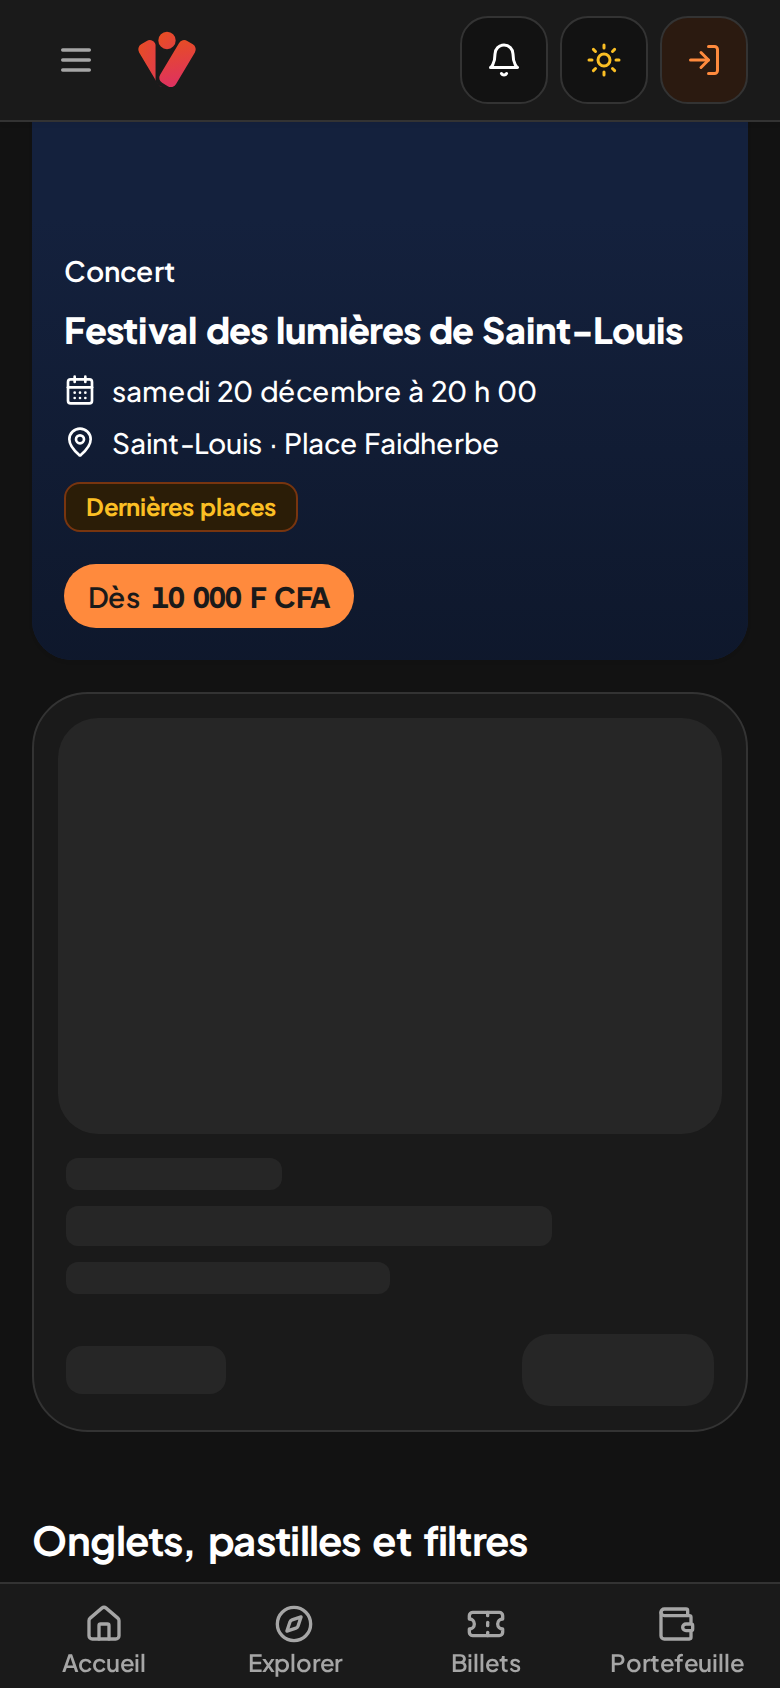 Concert
Festival des lumières de Saint-Louis
samedi 20 décembre à 20 h 00
Saint-Louis · Place Faidherbe
Dernières places
Dès 10 000 F CFA
Onglets, pastilles et filtres
Accueil
Explorer
Billets
Portefeuille